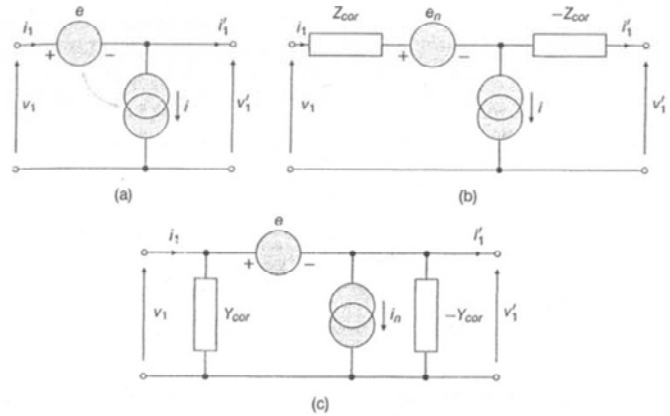 i₁ e i′₁
+ −
v₁ i v′₁
(a)
i₁ Zcor eₙ −Zcor i′₁
+ −
v₁ i v′₁
(b)
i₁ e i′₁
+ −
v₁ Ycor iₙ −Ycor v′₁
(c)